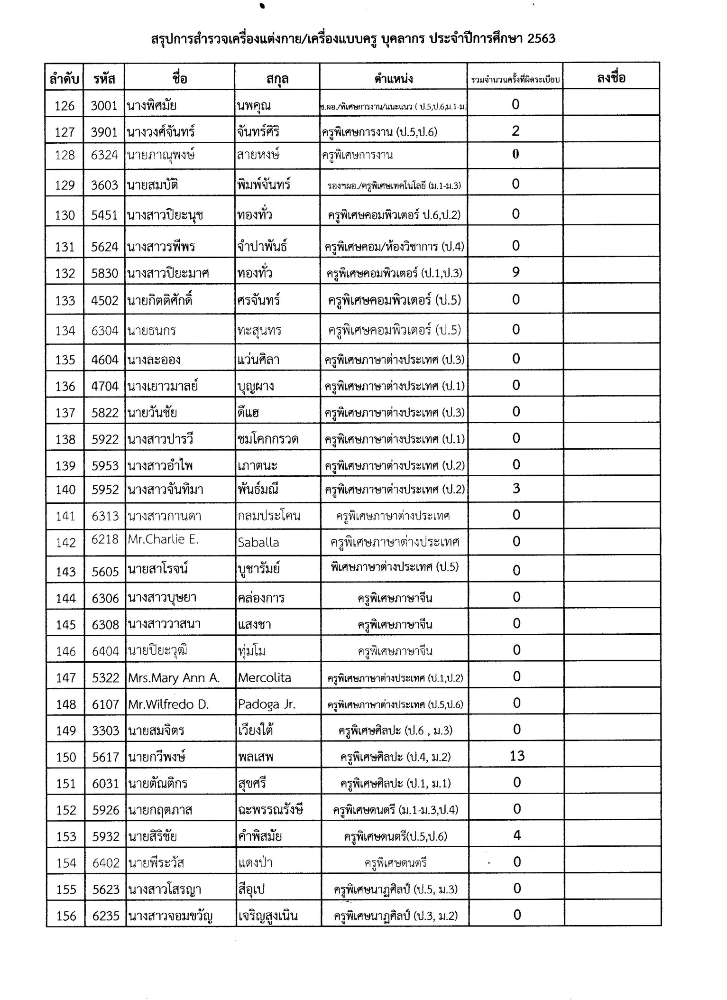 สรุปการสำรวจเครื่องแต่งกาย/เครื่องแบบครู บุคลากร ประจำปีการศึกษา 2563
ลำดับ รหัส ชื่อ สกุล ตำแหน่ง รวมจำนวนครั้งที่ผิดระเบียบ ลงชื่อ
126 3001 นางพิศมัย นพคุณ ช.ผอ./พิเศษการงาน/แนะแนว ( ป.5,ป.6,ม.1-ม. 0
127 3901 นางวงศ์จันทร์ จันทร์ศิริ ครูพิเศษการงาน (ป.5,ป.6) 2
128 6324 นายภาณุพงษ์ สายหงษ์ ครูพิเศษการงาน 0
129 3603 นายสมบัติ พิมพ์จันทร์ รองฯผอ./ครูพิเศษเทคโนโลยี (ม.1-ม.3) 0
130 5451 นางสาวปิยะนุช ทองทั่ว ครูพิเศษคอมพิวเตอร์ ป.6,ป.2) 0
131 5624 นางสาวรพีพร จำปาพันธ์ ครูพิเศษคอม/ห้องวิชาการ (ป.4) 0
132 5830 นางสาวปิยะมาศ ทองทั่ว ครูพิเศษคอมพิวเตอร์ (ป.1,ป.3) 9
133 4502 นายกิตติศักดิ์ ศรจันทร์ ครูพิเศษคอมพิวเตอร์ (ป.5) 0
134 6304 นายธนกร ทะสุนทร ครูพิเศษคอมพิวเตอร์ (ป.5) 0
135 4604 นางละออง แว่นศิลา ครูพิเศษภาษาต่างประเทศ (ป.3) 0
136 4704 นางเยาวมาลย์ บุญผาง ครูพิเศษภาษาต่างประเทศ (ป.1) 0
137 5822 นายวันชัย ดีแฮ ครูพิเศษภาษาต่างประเทศ (ป.3) 0
138 5922 นางสาวปารวี ชมโคกกรวด ครูพิเศษภาษาต่างประเทศ (ป.1) 0
139 5953 นางสาวอำไพ เภาตนะ ครูพิเศษภาษาต่างประเทศ (ป.2) 0
140 5952 นางสาวจันทิมา พันธ์มณี ครูพิเศษภาษาต่างประเทศ (ป.2) 3
141 6313 นางสาวกานดา กลมประโคน ครูพิเศษภาษาต่างประเทศ 0
142 6218 Mr.Charlie E. Saballa ครูพิเศษภาษาต่างประเทศ 0
143 5605 นายสาโรจน์ บูชารัมย์ พิเศษภาษาต่างประเทศ (ป.5) 0
144 6306 นางสาวบุษยา คล่องการ ครูพิเศษภาษาจีน 0
145 6308 นางสาววาสนา แสงชา ครูพิเศษภาษาจีน 0
146 6404 นายปิยะวุฒิ ทุ่มโม ครูพิเศษภาษาจีน 0
147 5322 Mrs.Mary Ann A. Mercolita ครูพิเศษภาษาต่างประเทศ (ป.1,ป.2) 0
148 6107 Mr.Wilfredo D. Padoga Jr. ครูพิเศษภาษาต่างประเทศ (ป.5,ป.6) 0
149 3303 นายสมจิตร เวียงใต้ ครูพิเศษศิลปะ (ป.6 , ม.3) 0
150 5617 นายกวีพงษ์ พลเสพ ครูพิเศษศิลปะ (ป.4, ม.2) 13
151 6031 นายตัณติกร สุขศรี ครูพิเศษศิลปะ (ป.1, ม.1) 0
152 5926 นายกฤตภาส ฉะพรรณรังษี ครูพิเศษดนตรี (ม.1-ม.3,ป.4) 0
153 5932 นายสิริชัย คำพิสมัย ครูพิเศษดนตรี(ป.5,ป.6) 4
154 6402 นายพีระวัส แดงป่า ครูพิเศษดนตรี 0
155 5623 นางสาวโสรญา สีอุเป ครูพิเศษนาฏศิลป์ (ป.5, ม.3) 0
156 6235 นางสาวจอมขวัญ เจริญสูงเนิน ครูพิเศษนาฏศิลป์ (ป.3, ม.2) 0